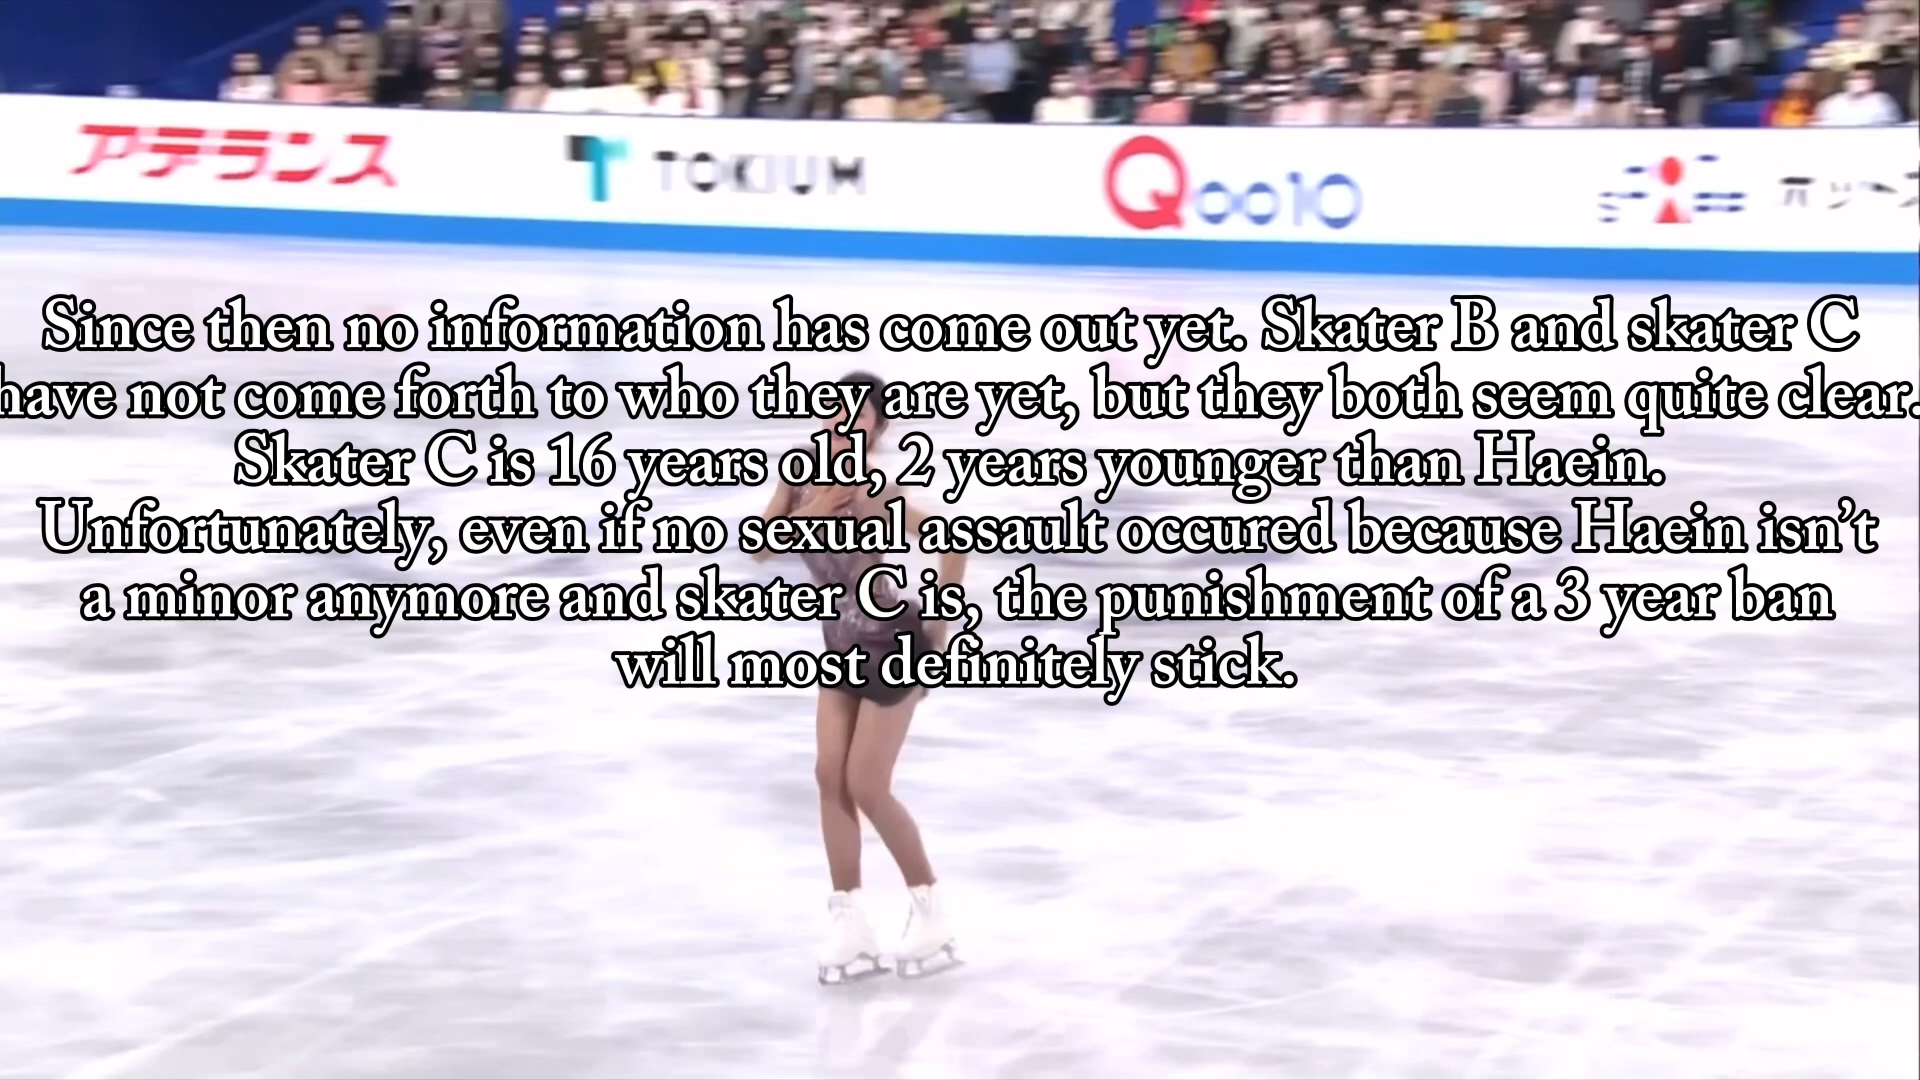 アデランス
TOKIUM
Qoo10
Since then no information has come out yet. Skater B and skater C
have not come forth to who they are yet, but they both seem quite clear.
Skater C is 16 years old, 2 years younger than Haein.
Unfortunately, even if no sexual assault occured because Haein isn’t
a minor anymore and skater C is, the punishment of a 3 year ban
will most definitely stick.